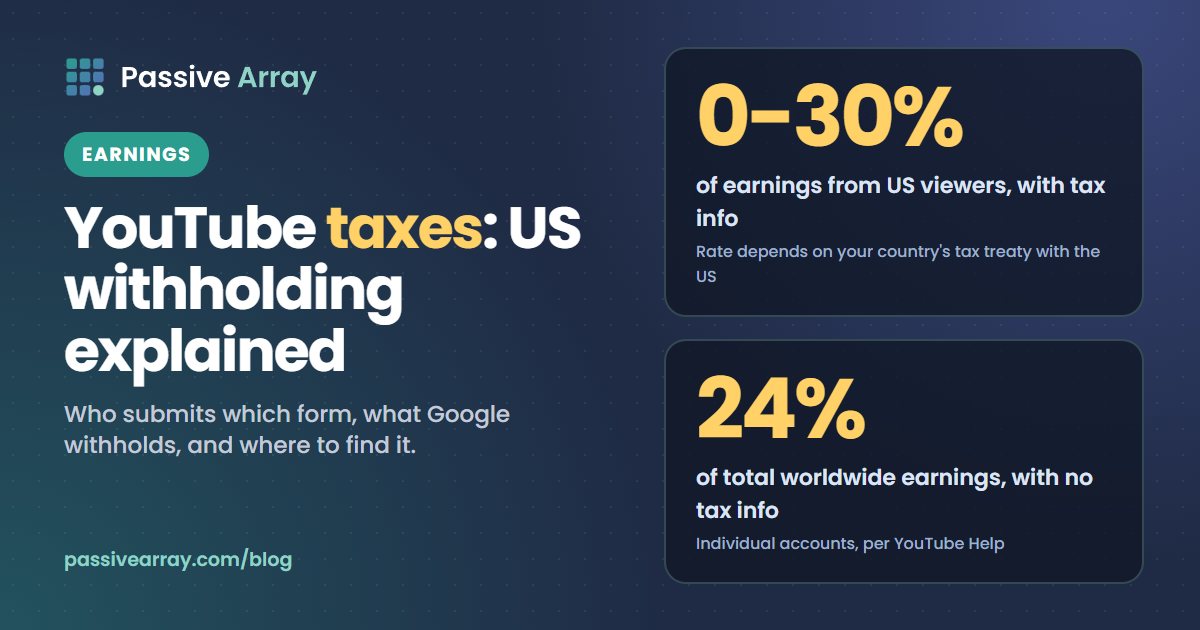 Passive Array
EARNINGS
YouTube taxes: US
withholding
explained
Who submits which form, what Google
withholds, and where to find it.
passivearray.com/blog
0–30%
of earnings from US viewers, with tax
info
Rate depends on your country's tax treaty with the
US
24%
of total worldwide earnings, with no
tax info
Individual accounts, per YouTube Help